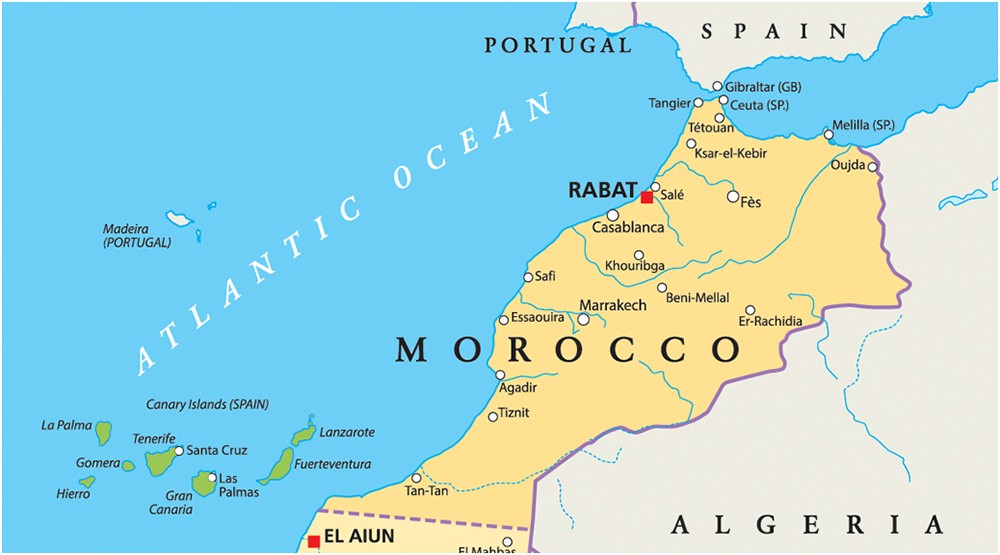 SPAIN
PORTUGAL
Gibraltar (GB)
Tangier
Ceuta (SP.)
Tétouan
Melilla (SP.)
Ksar-el-Kebir
Oujda
RABAT
Salé
Fès
Casablanca
ATLANTIC OCEAN
Madeira
(PORTUGAL)
Khouribga
Safi
Beni-Mellal
Marrakech
Essaouira
Er-Rachidia
MOROCCO
Agadir
Canary Islands (SPAIN)
Tiznit
La Palma
Lanzarote
Tenerife
Santa Cruz
Gomera
Fuerteventura
Hierro
Las
Palmas
Gran
Canaria
Tan-Tan
ALGERIA
EL AIUN
El Mahbas